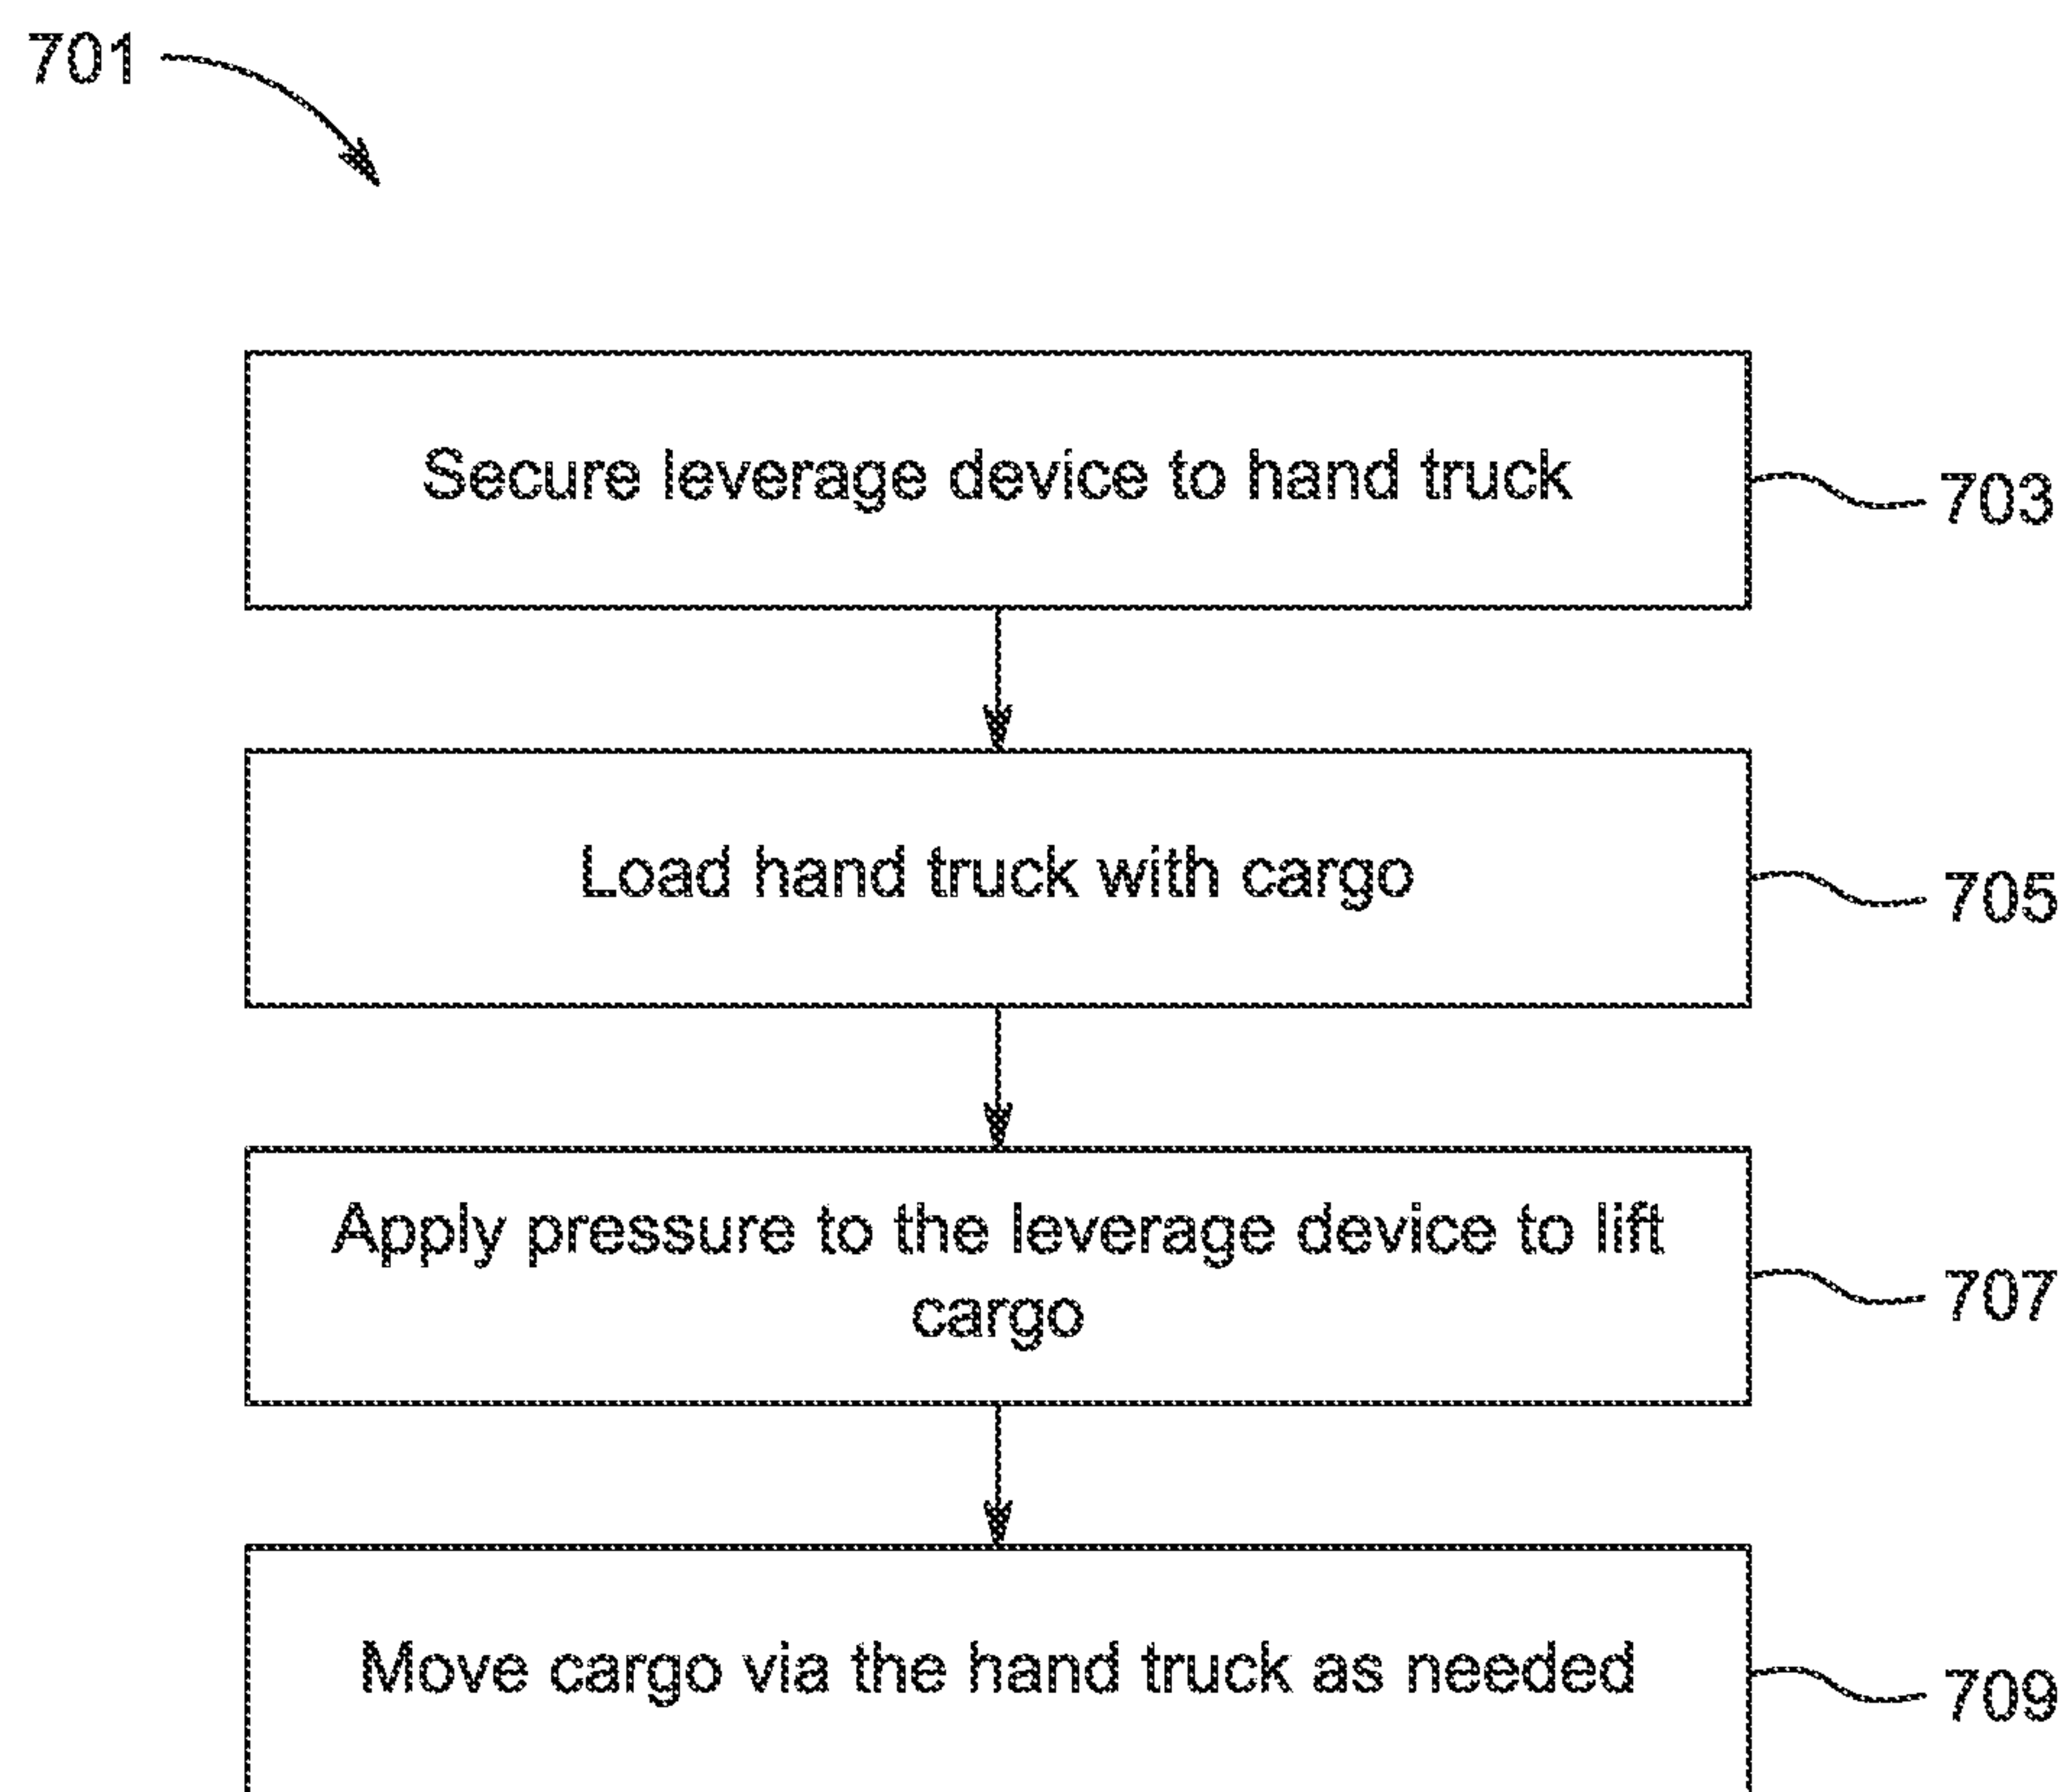 701
Secure leverage device to hand truck
703
Load hand truck with cargo
705
Apply pressure to the leverage device to lift
cargo
707
Move cargo via the hand truck as needed
709